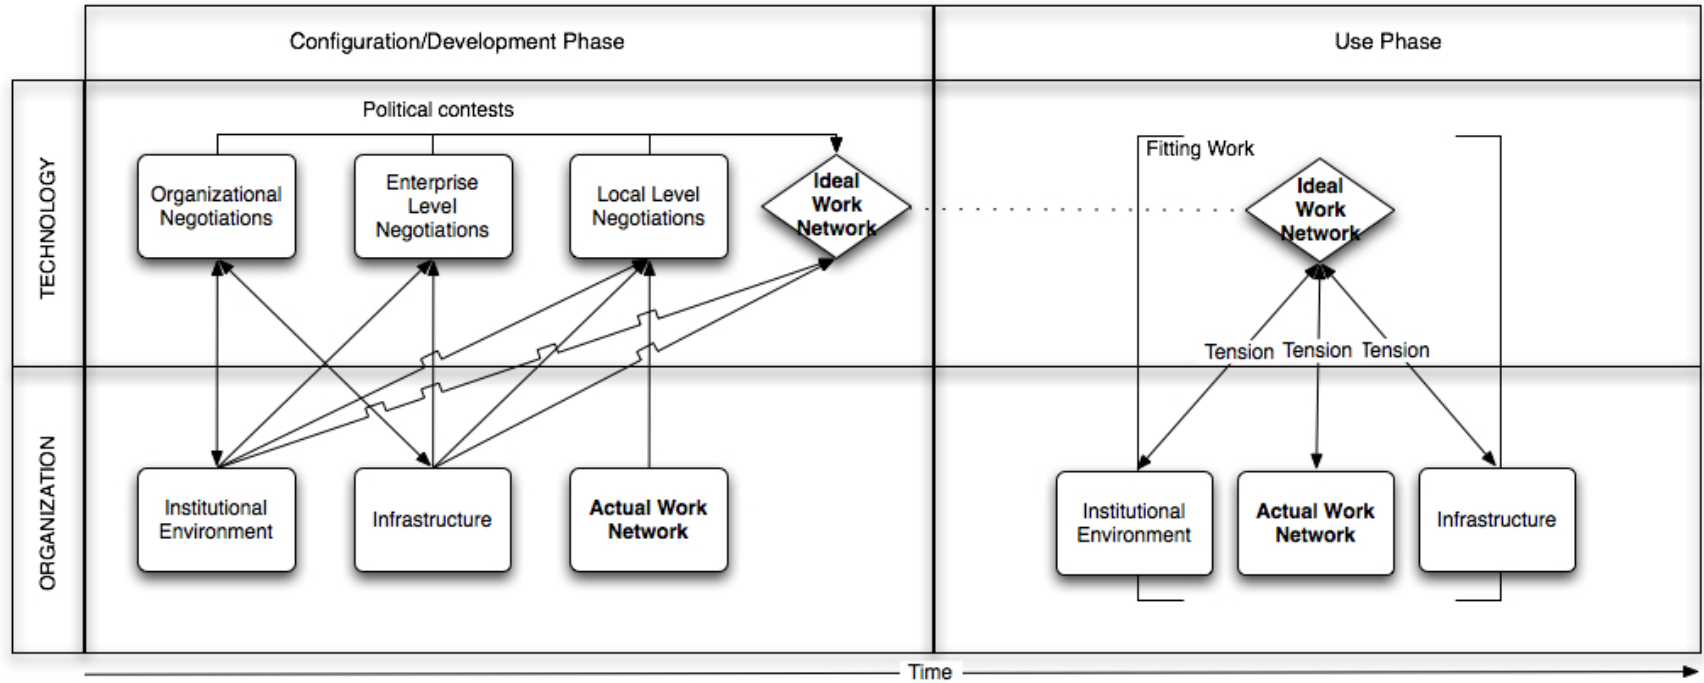 Configuration/Development Phase
Use Phase
TECHNOLOGY
Political contests
Organizational
Negotiations
Enterprise
Level
Negotiations
Local Level
Negotiations
Ideal
Work
Network
Fitting Work
Ideal
Work
Network
Tension
Tension
Tension
ORGANIZATION
Institutional
Environment
Infrastructure
Actual Work
Network
Institutional
Environment
Actual Work
Network
Infrastructure
Time